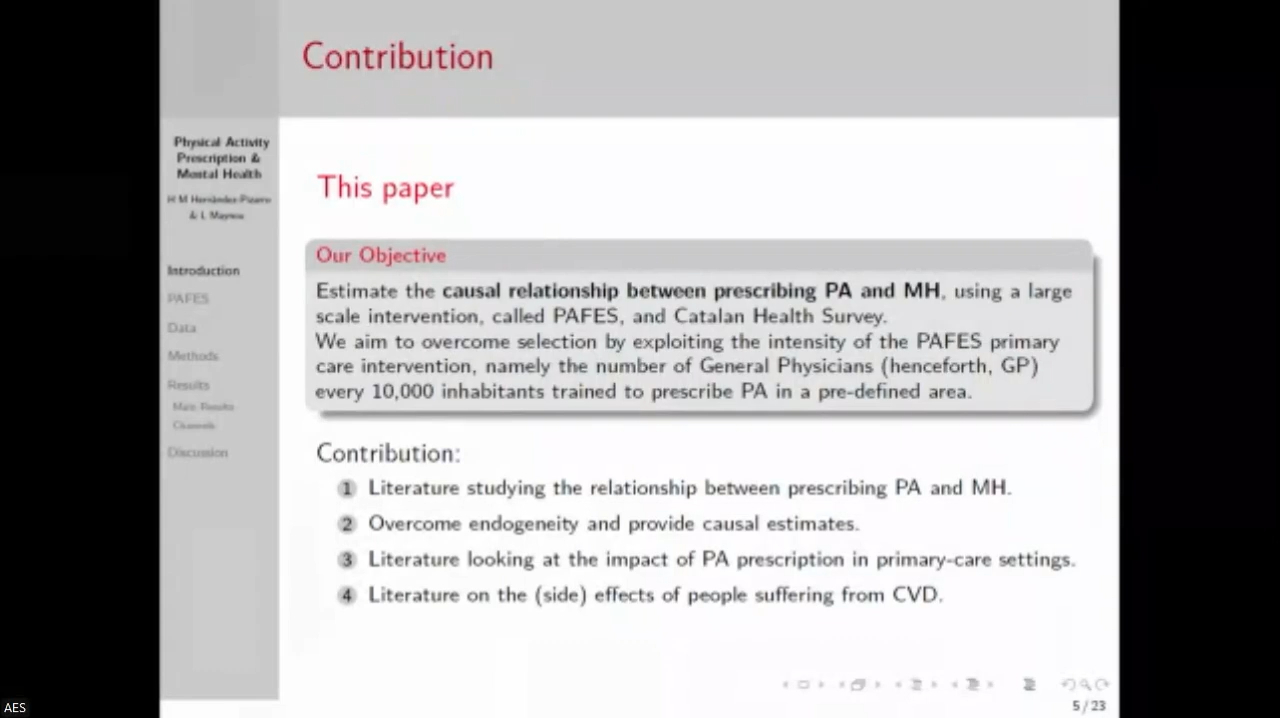 Contribution
Physical Activity
Prescription &
Mental Health
H M Hernández-Pizarro
& L Maynou
Introduction
PAFES
Data
Methods
Results
Main Results
Channels
Discussion
This paper
Our Objective
Estimate the causal relationship between prescribing PA and MH, using a large
scale intervention, called PAFES, and Catalan Health Survey.
We aim to overcome selection by exploiting the intensity of the PAFES primary
care intervention, namely the number of General Physicians (henceforth, GP)
every 10,000 inhabitants trained to prescribe PA in a pre-defined area.
Contribution:
1 Literature studying the relationship between prescribing PA and MH.
2 Overcome endogeneity and provide causal estimates.
3 Literature looking at the impact of PA prescription in primary-care settings.
4 Literature on the (side) effects of people suffering from CVD.
5 / 23
AES